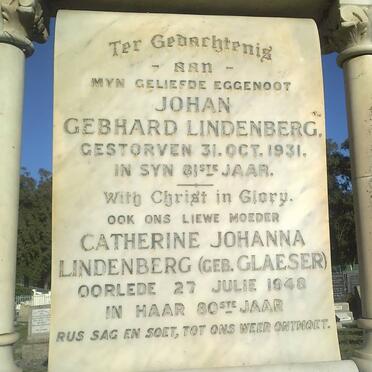 Ter Gedachtenis
- AAN -
MYN GELIEFDE EGGENOOT
JOHAN
GEBHARD LINDENBERG,
GESTORVEN 31. OCT. 1931.
IN SYN 81STE JAAR.
With Christ in Glory.
OOK ONS LIEWE MOEDER
CATHERINE JOHANNA
LINDENBERG (GEB. GLAESER)
OORLEDE 27 JULIE 1948
IN HAAR 80STE JAAR
RUS SAG EN SOET, TOT ONS WEER ONTMOET.